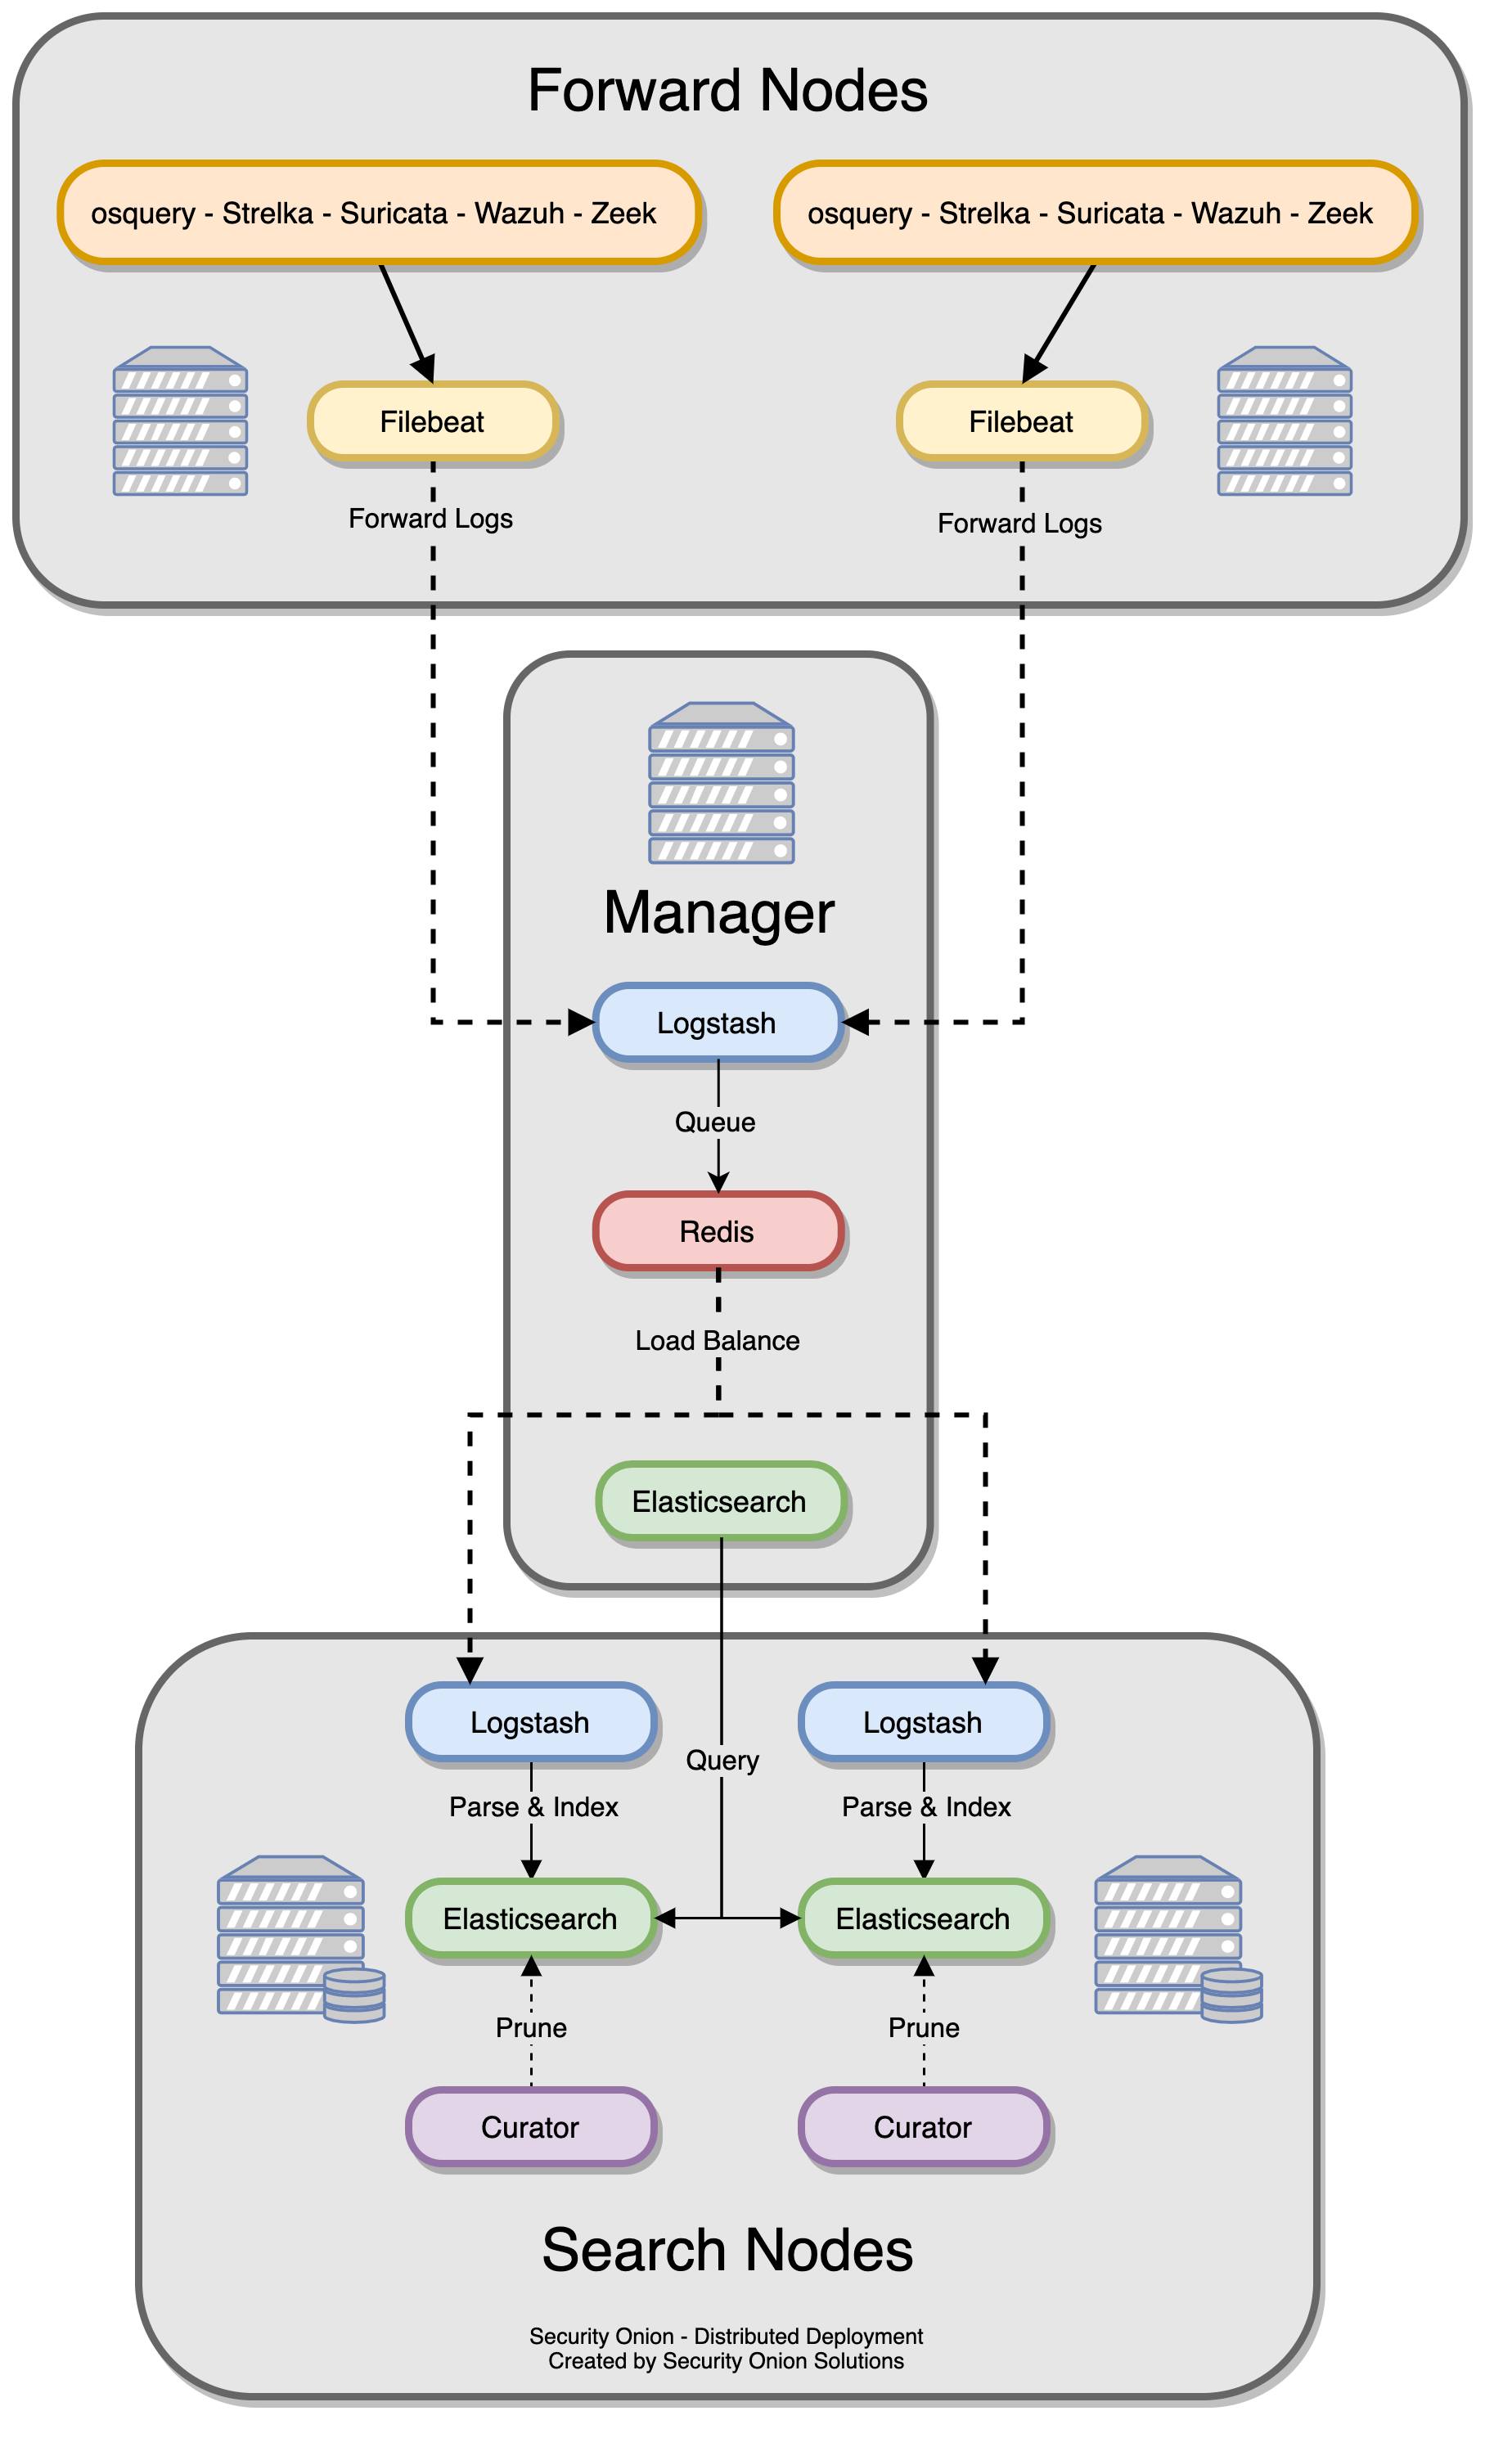 Forward Nodes
osquery - Strelka - Suricata - Wazuh - Zeek
osquery - Strelka - Suricata - Wazuh - Zeek
Filebeat
Filebeat
Forward Logs
Forward Logs
Manager
Logstash
Queue
Redis
Load Balance
Elasticsearch
Logstash
Logstash
Query
Parse & Index
Parse & Index
Elasticsearch
Elasticsearch
Prune
Prune
Curator
Curator
Search Nodes
Security Onion - Distributed Deployment
Created by Security Onion Solutions